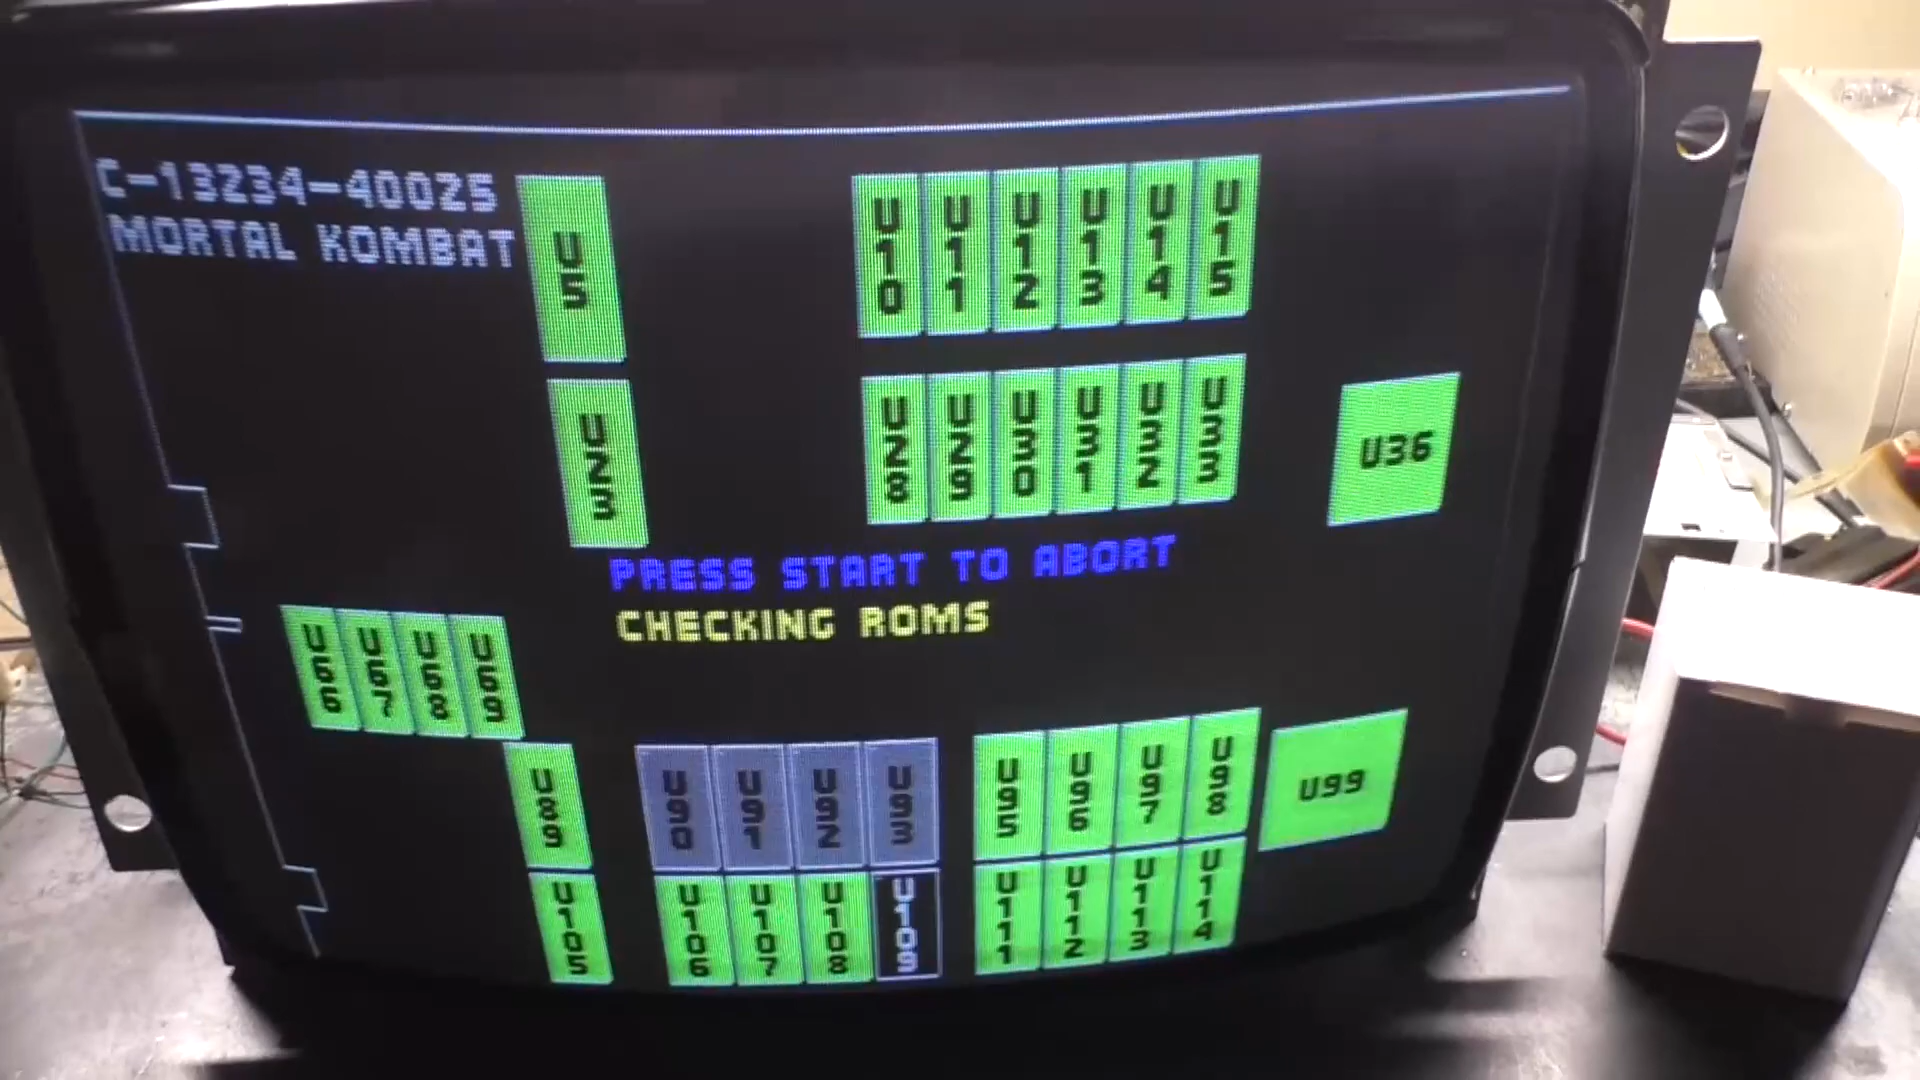 C-13234-40025
MORTAL KOMBAT
U5
U10 U11 U12 U13 U14 U15
U23
U28 U29 U30 U31 U32 U33
U36
PRESS START TO ABORT
CHECKING ROMS
U66 U67 U68 U69
U89
U90 U91 U92 U93
U95 U96 U97 U98
U99
U105
U106 U107 U108 U109
U111 U112 U113 U114